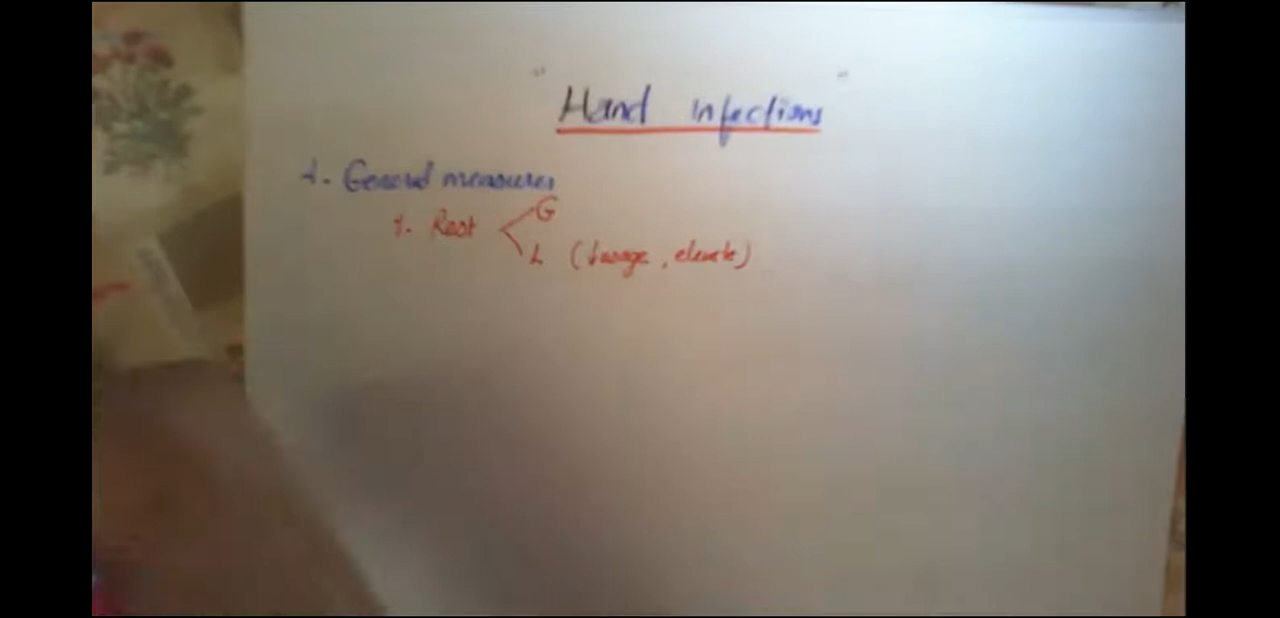 " Hand infections "
1. General measures
1. Rest
G
L ( , elevate)